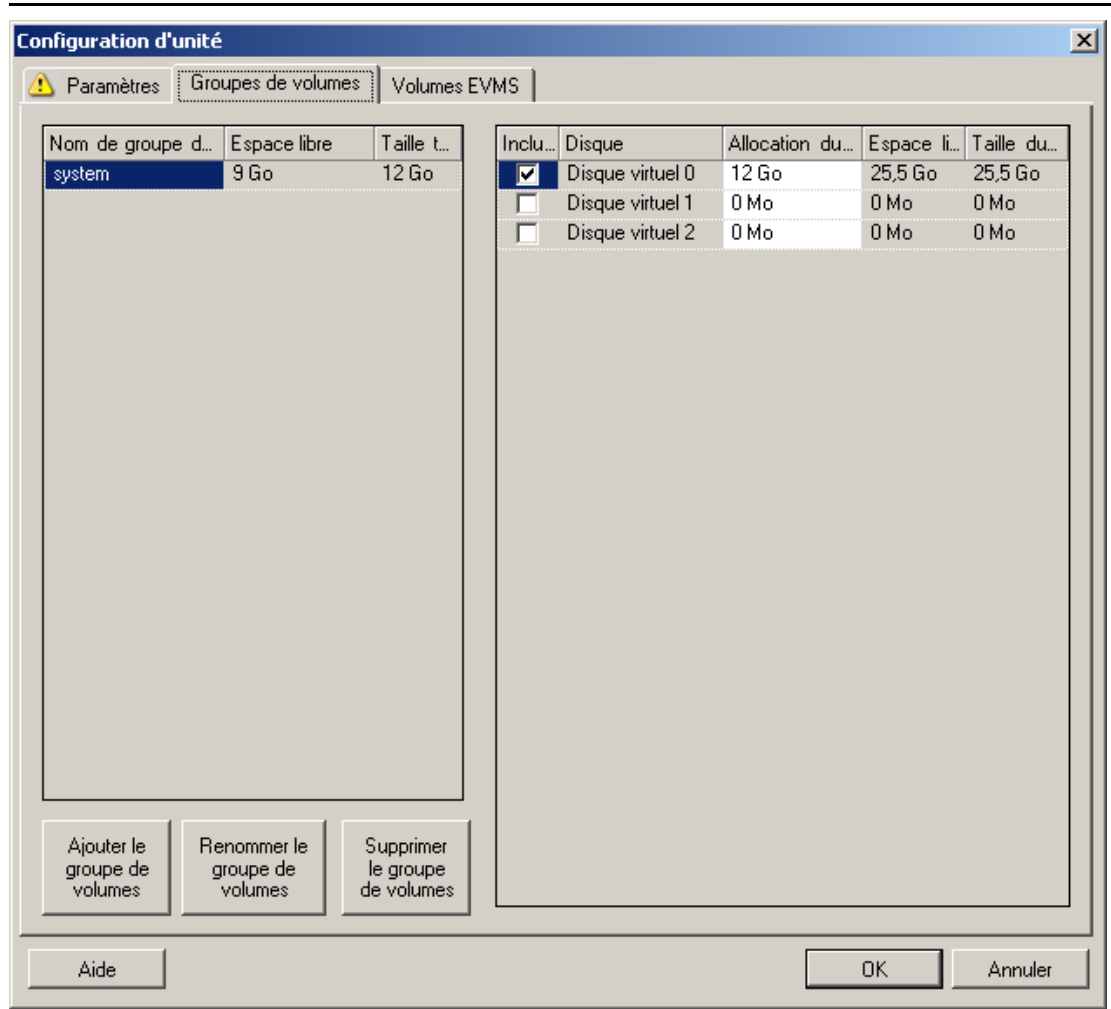 Configuration d'unité
Paramètres Groupes de volumes Volumes EVMS
Nom de groupe d... Espace libre Taille t...
system 9 Go 12 Go
Inclu... Disque Allocation du... Espace li... Taille du...
Disque virtuel 0 12 Go 25,5 Go 25,5 Go
Disque virtuel 1 0 Mo 0 Mo 0 Mo
Disque virtuel 2 0 Mo 0 Mo 0 Mo
Ajouter le
groupe de
volumes
Renommer le
groupe de
volumes
Supprimer
le groupe
de volumes
Aide OK Annuler